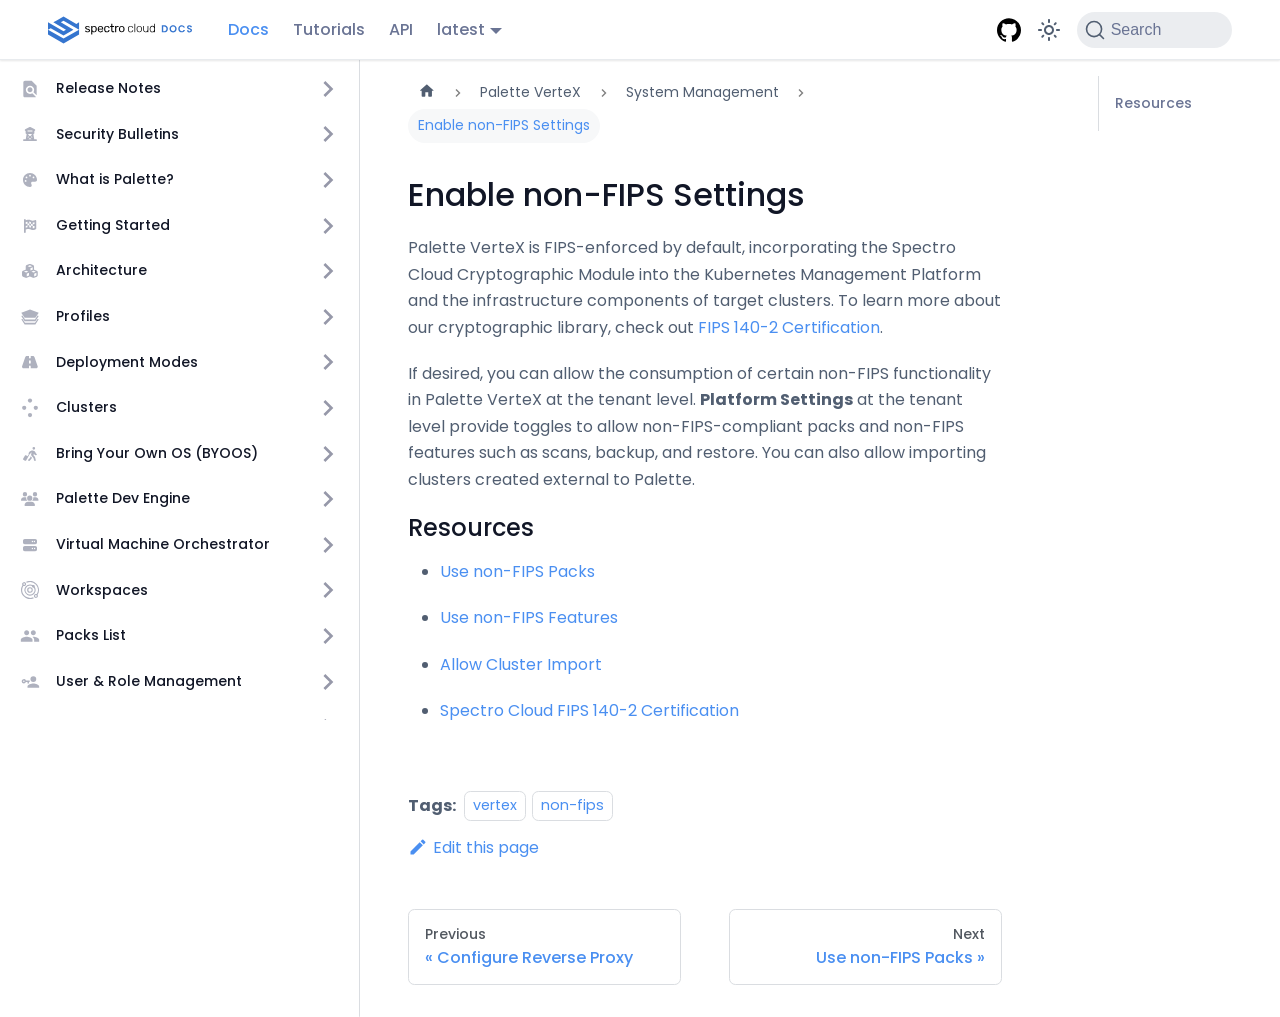 spectro cloud DOCS
Docs
Tutorials
API
latest
Search
Release Notes
Security Bulletins
What is Palette?
Getting Started
Architecture
Profiles
Deployment Modes
Clusters
Bring Your Own OS (BYOOS)
Palette Dev Engine
Virtual Machine Orchestrator
Workspaces
Packs List
User & Role Management
Palette VerteX
System Management
Enable non-FIPS Settings
Enable non-FIPS Settings
Palette VerteX is FIPS-enforced by default, incorporating the Spectro
Cloud Cryptographic Module into the Kubernetes Management Platform
and the infrastructure components of target clusters. To learn more about
our cryptographic library, check out FIPS 140-2 Certification.
If desired, you can allow the consumption of certain non-FIPS functionality
in Palette VerteX at the tenant level. Platform Settings at the tenant
level provide toggles to allow non-FIPS-compliant packs and non-FIPS
features such as scans, backup, and restore. You can also allow importing
clusters created external to Palette.
Resources
Use non-FIPS Packs
Use non-FIPS Features
Allow Cluster Import
Spectro Cloud FIPS 140-2 Certification
Tags: vertex non-fips
Edit this page
Previous
« Configure Reverse Proxy
Next
Use non-FIPS Packs »
Resources